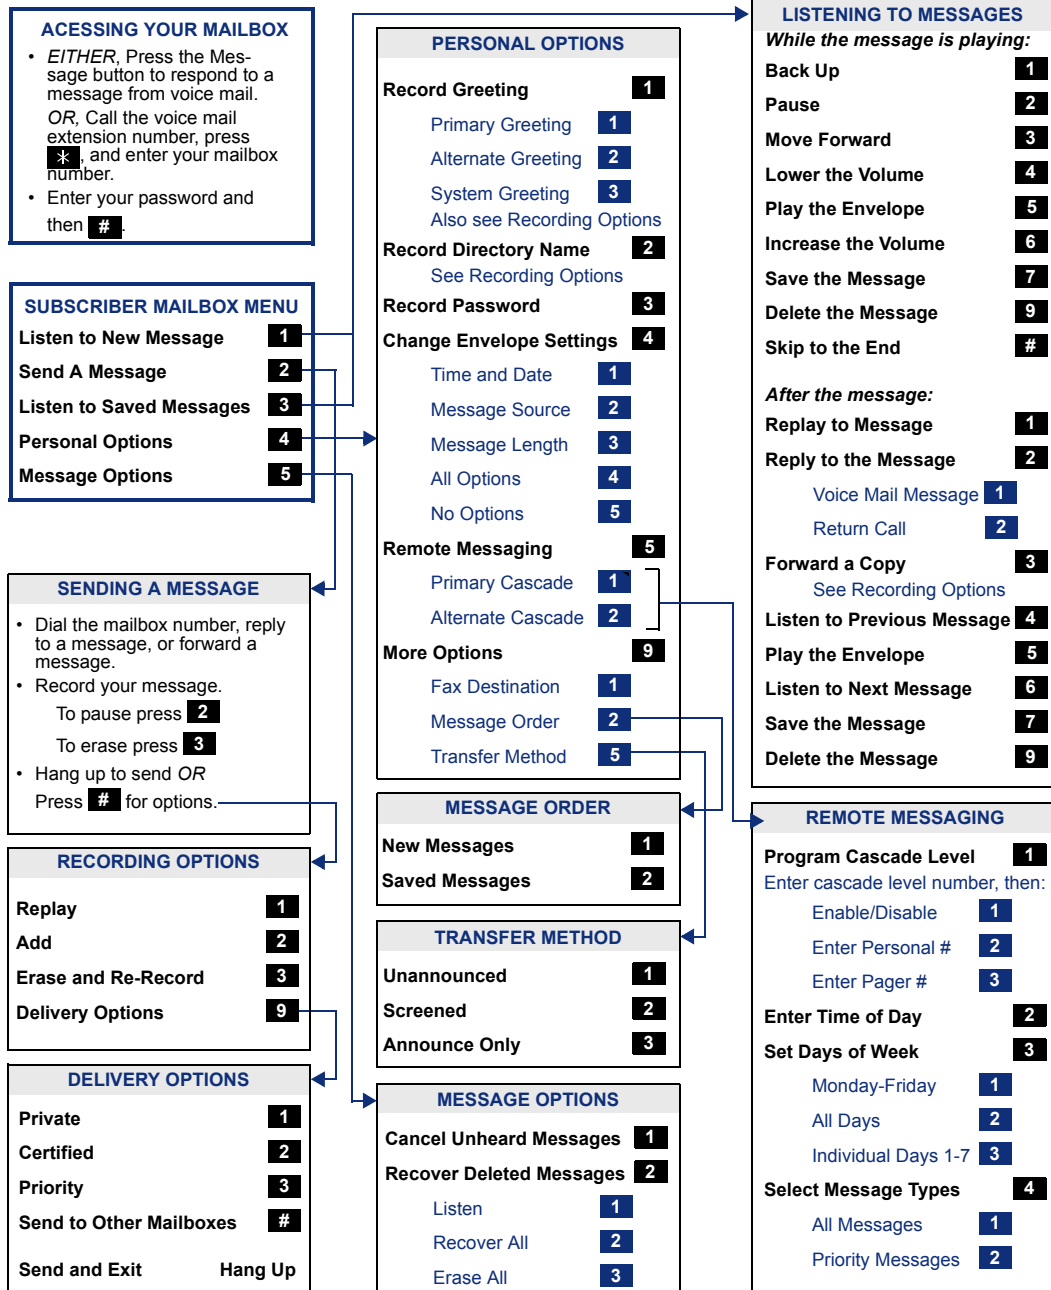 ACESSING YOUR MAILBOX
• EITHER, Press the Mes-
sage button to respond to a
message from voice mail.
OR, Call the voice mail
extension number, press
*, and enter your mailbox
number.
• Enter your password and
then #.
SUBSCRIBER MAILBOX MENU
Listen to New Message 1
Send A Message 2
Listen to Saved Messages 3
Personal Options 4
Message Options 5
SENDING A MESSAGE
• Dial the mailbox number, reply
to a message, or forward a
message.
• Record your message.
To pause press 2
To erase press 3
• Hang up to send OR
Press # for options.
RECORDING OPTIONS
Replay 1
Add 2
Erase and Re-Record 3
Delivery Options 9
DELIVERY OPTIONS
Private 1
Certified 2
Priority 3
Send to Other Mailboxes #
Send and Exit Hang Up
PERSONAL OPTIONS
Record Greeting 1
Primary Greeting 1
Alternate Greeting 2
System Greeting 3
Also see Recording Options
Record Directory Name 2
See Recording Options
Record Password 3
Change Envelope Settings 4
Time and Date 1
Message Source 2
Message Length 3
All Options 4
No Options 5
Remote Messaging 5
Primary Cascade 1
Alternate Cascade 2
More Options 9
Fax Destination 1
Message Order 2
Transfer Method 5
MESSAGE ORDER
New Messages 1
Saved Messages 2
TRANSFER METHOD
Unannounced 1
Screened 2
Announce Only 3
MESSAGE OPTIONS
Cancel Unheard Messages 1
Recover Deleted Messages 2
Listen 1
Recover All 2
Erase All 3
LISTENING TO MESSAGES
While the message is playing:
Back Up 1
Pause 2
Move Forward 3
Lower the Volume 4
Play the Envelope 5
Increase the Volume 6
Save the Message 7
Delete the Message 9
Skip to the End #
After the message:
Replay to Message 1
Reply to the Message 2
Voice Mail Message 1
Return Call 2
Forward a Copy 3
See Recording Options
Listen to Previous Message 4
Play the Envelope 5
Listen to Next Message 6
Save the Message 7
Delete the Message 9
REMOTE MESSAGING
Program Cascade Level 1
Enter cascade level number, then:
Enable/Disable 1
Enter Personal # 2
Enter Pager # 3
Enter Time of Day 2
Set Days of Week 3
Monday-Friday 1
All Days 2
Individual Days 1-7 3
Select Message Types 4
All Messages 1
Priority Messages 2